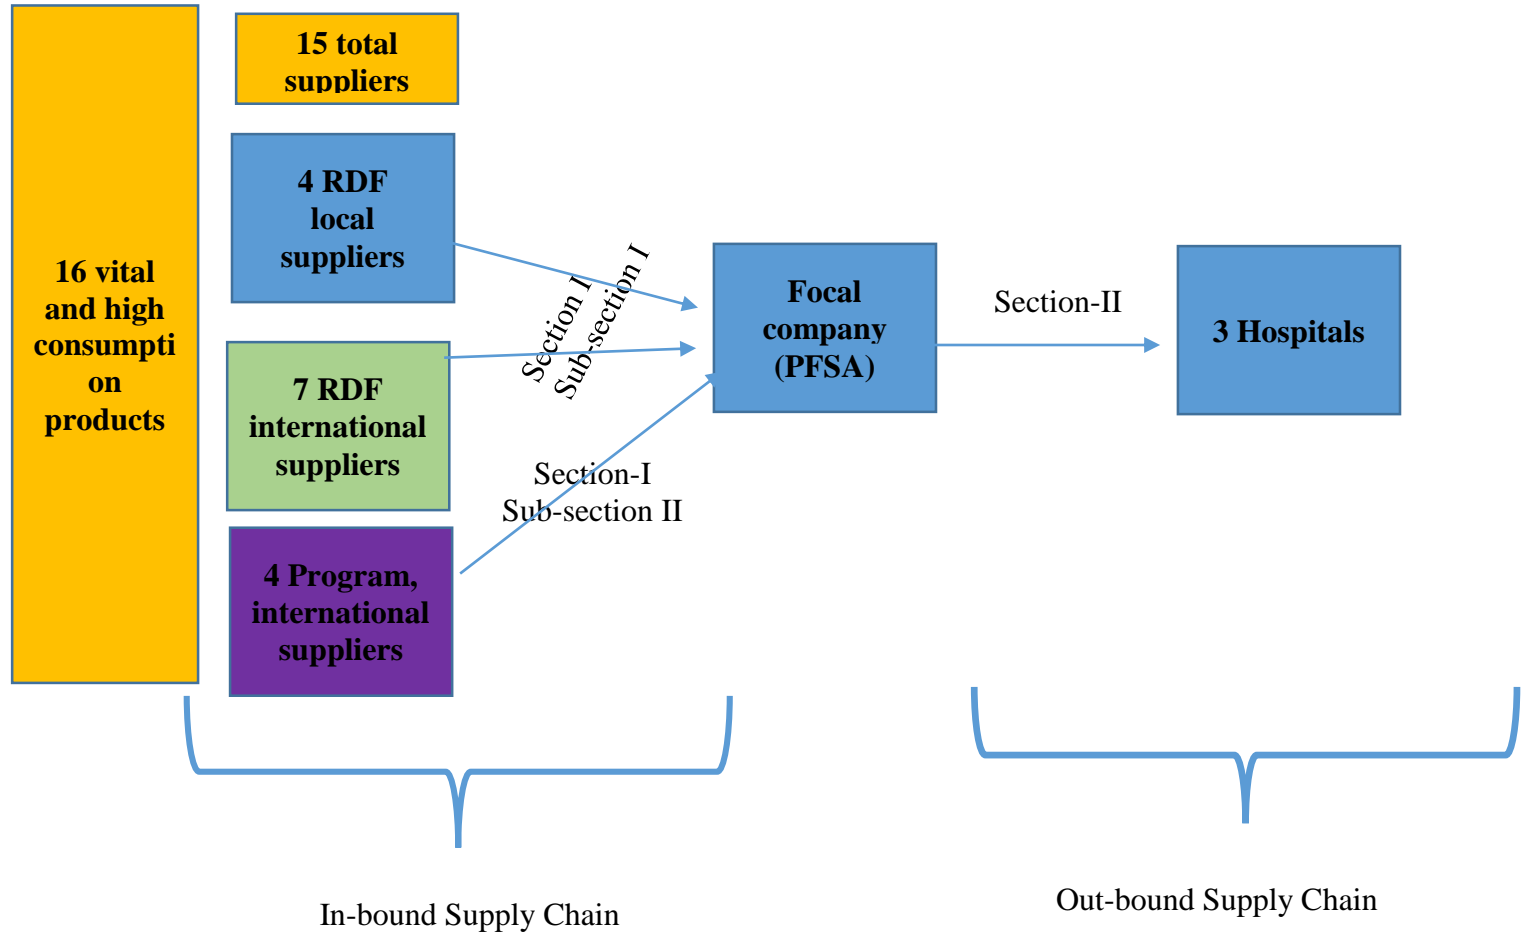 15 total
suppliers
16 vital
and high
consumpti
on
products
4 RDF
local
suppliers
7 RDF
international
suppliers
4 Program,
international
suppliers
Section I
Sub-section I
Section-I
Sub-section II
Focal
company
(PFSA)
Section-II
3 Hospitals
In-bound Supply Chain
Out-bound Supply Chain